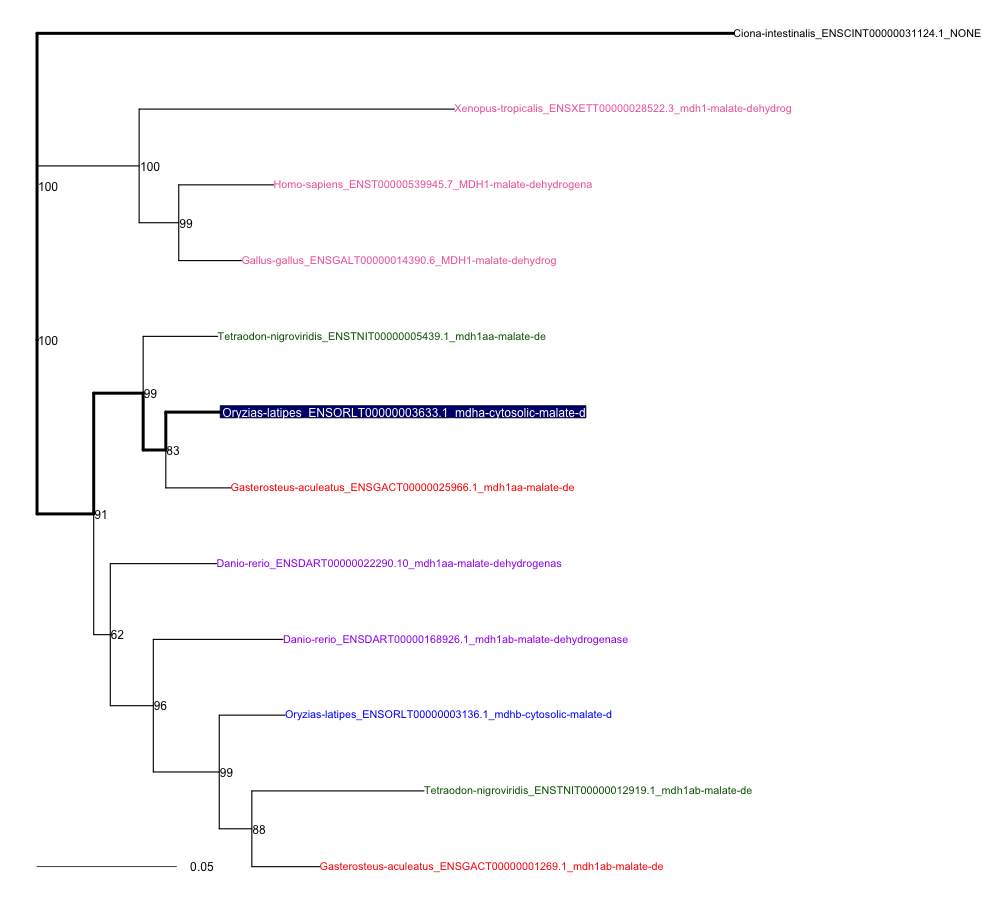 Ciona-intestinalis_ENSCINT00000031124.1_NONE
Xenopus-tropicalis_ENSXETT00000028522.3_mdh1-malate-dehydrog
100
Homo-sapiens_ENST00000539945.7_MDH1-malate-dehydrogena
100
99
Gallus-gallus_ENSGALT00000014390.6_MDH1-malate-dehydrog
Tetraodon-nigroviridis_ENSTNIT00000005439.1_mdh1aa-malate-de
100
99
Oryzias-latipes_ENSORLT00000003633.1_mdha-cytosolic-malate-d
83
Gasterosteus-aculeatus_ENSGACT00000025966.1_mdh1aa-malate-de
91
Danio-rerio_ENSDART00000022290.10_mdh1aa-malate-dehydrogenas
62
Danio-rerio_ENSDART00000168926.1_mdh1ab-malate-dehydrogenase
96
Oryzias-latipes_ENSORLT00000003136.1_mdhb-cytosolic-malate-d
99
Tetraodon-nigroviridis_ENSTNIT00000012919.1_mdh1ab-malate-de
88
Gasterosteus-aculeatus_ENSGACT00000001269.1_mdh1ab-malate-de
0.05